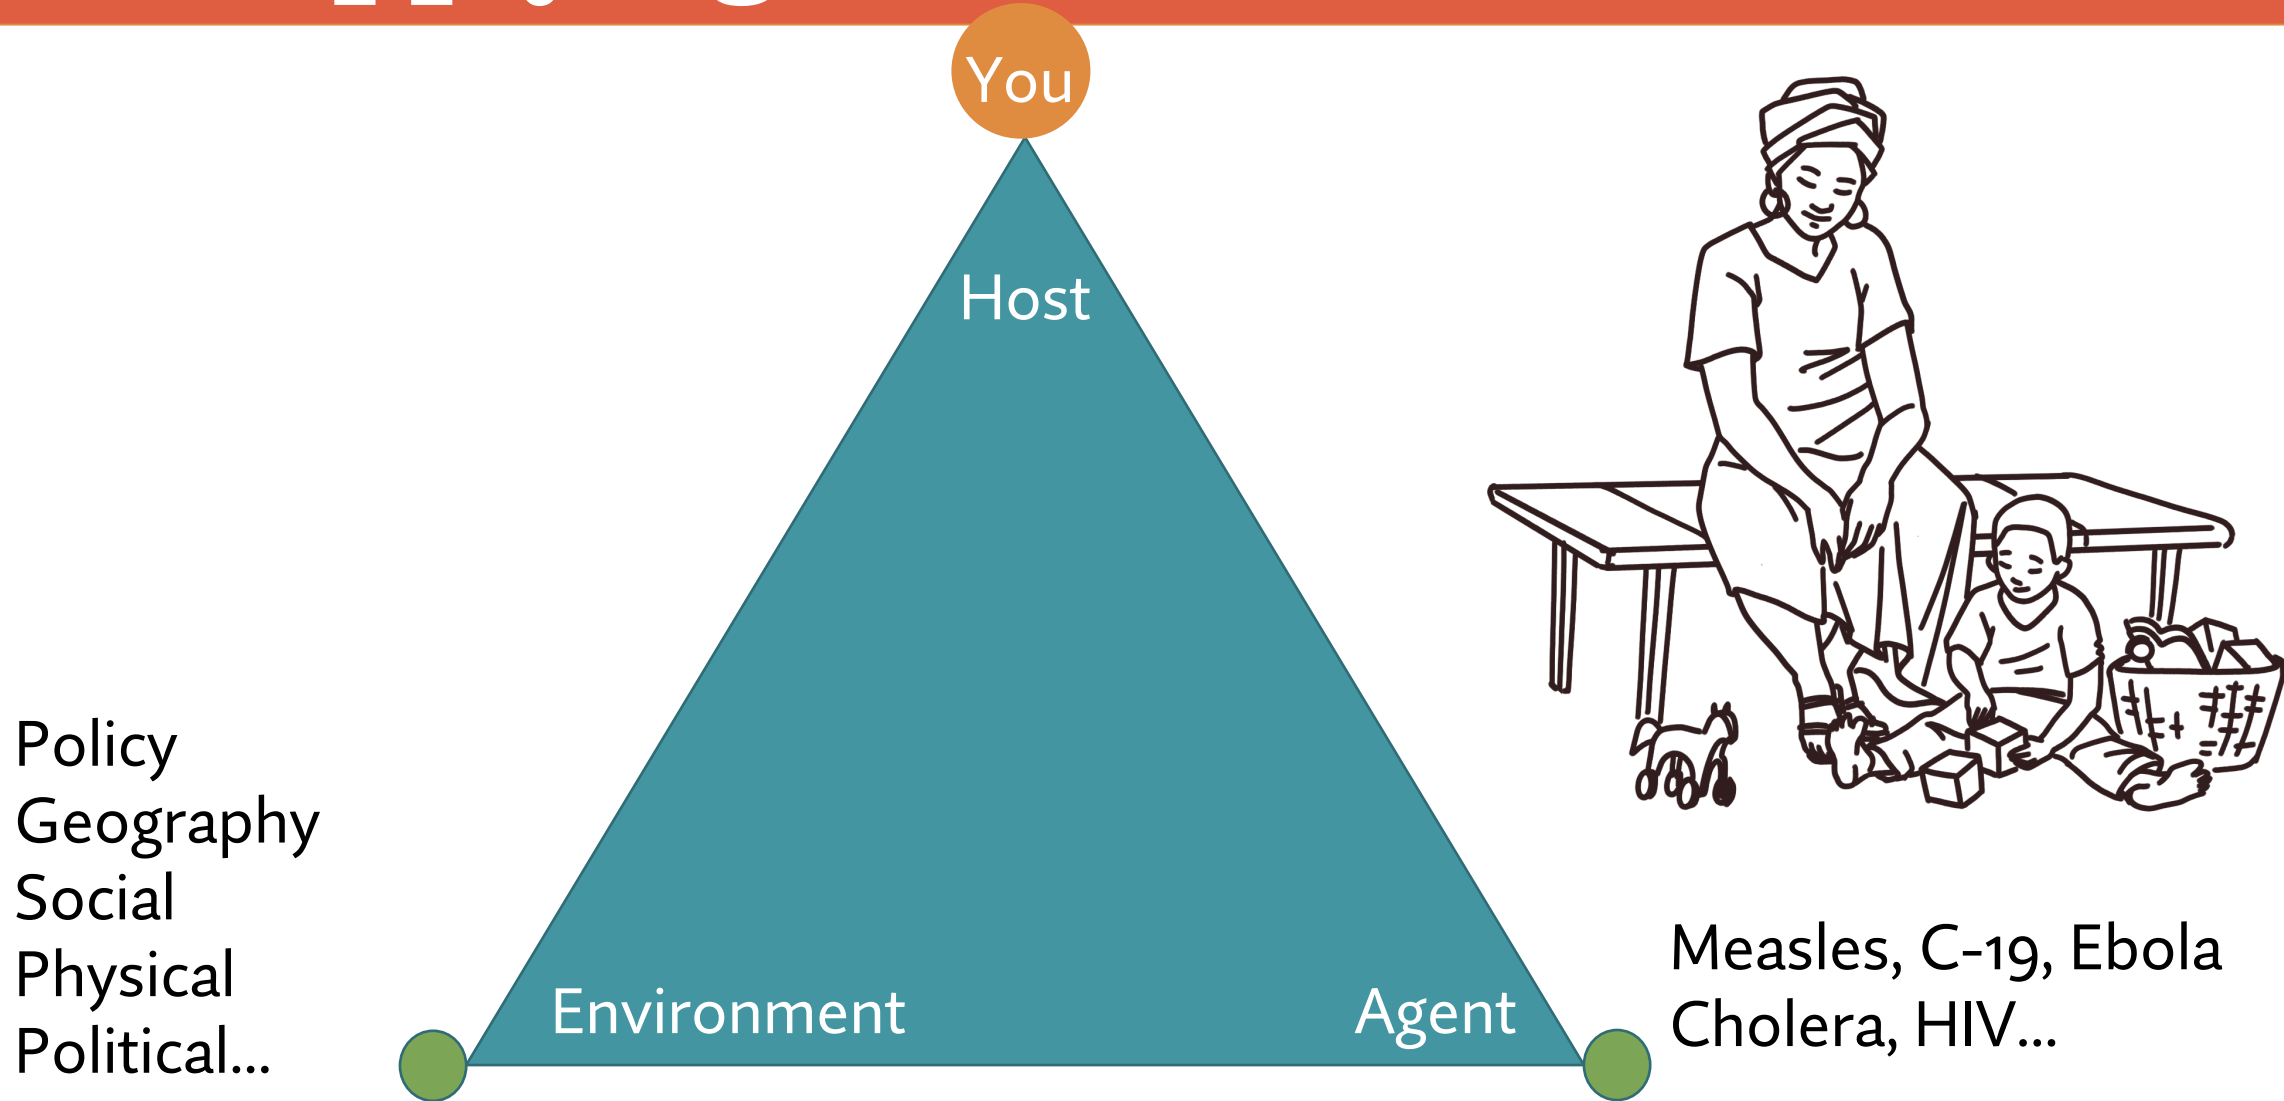 You
Host
Policy
Geography
Social
Physical
Political...
Environment
Agent
Measles, C-19, Ebola
Cholera, HIV...